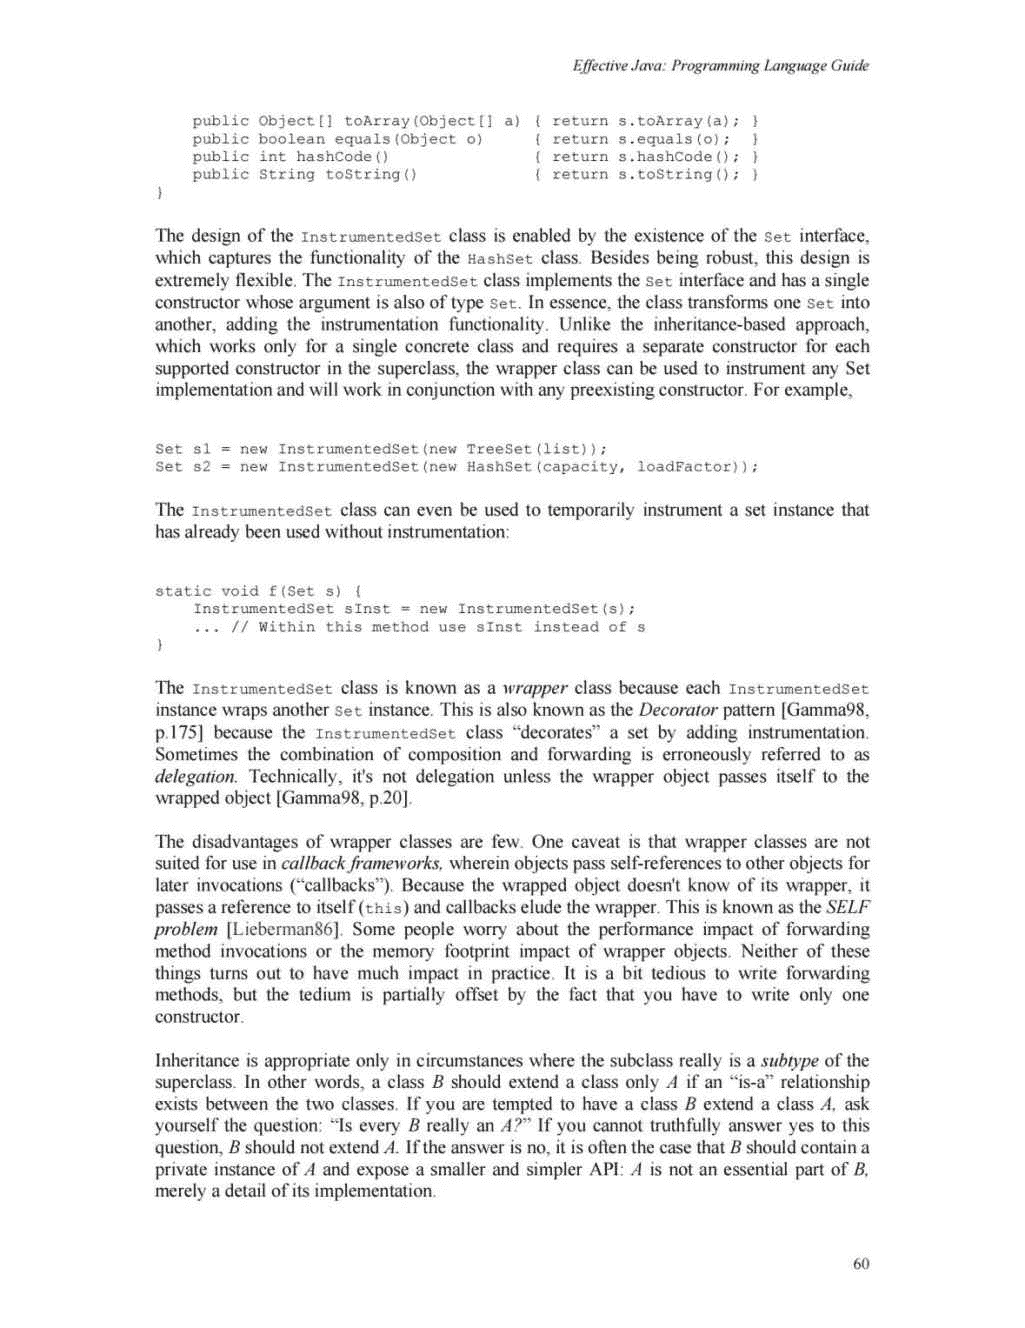 Effective Java: Programming Language Guide
public Object[] toArray(Object[] a) { return s.toArray(a); }
public boolean equals(Object o) { return s.equals(o); }
public int hashCode() { return s.hashCode(); }
public String toString() { return s.toString(); }
}
The design of the InstrumentedSet class is enabled by the existence of the Set interface,
which captures the functionality of the HashSet class. Besides being robust, this design is
extremely flexible. The InstrumentedSet class implements the Set interface and has a single
constructor whose argument is also of type Set. In essence, the class transforms one Set into
another, adding the instrumentation functionality. Unlike the inheritance-based approach,
which works only for a single concrete class and requires a separate constructor for each
supported constructor in the superclass, the wrapper class can be used to instrument any Set
implementation and will work in conjunction with any preexisting constructor. For example,
Set s1 = new InstrumentedSet(new TreeSet(list));
Set s2 = new InstrumentedSet(new HashSet(capacity, loadFactor));
The InstrumentedSet class can even be used to temporarily instrument a set instance that
has already been used without instrumentation:
static void f(Set s) {
InstrumentedSet sInst = new InstrumentedSet(s);
... // Within this method use sInst instead of s
}
The InstrumentedSet class is known as a wrapper class because each InstrumentedSet
instance wraps another Set instance. This is also known as the Decorator pattern [Gamma98,
p.175] because the InstrumentedSet class “decorates” a set by adding instrumentation.
Sometimes the combination of composition and forwarding is erroneously referred to as
delegation. Technically, it's not delegation unless the wrapper object passes itself to the
wrapped object [Gamma98, p.20].
The disadvantages of wrapper classes are few. One caveat is that wrapper classes are not
suited for use in callback frameworks, wherein objects pass self-references to other objects for
later invocations (“callbacks”). Because the wrapped object doesn't know of its wrapper, it
passes a reference to itself (this) and callbacks elude the wrapper. This is known as the SELF
problem [Lieberman86]. Some people worry about the performance impact of forwarding
method invocations or the memory footprint impact of wrapper objects. Neither of these
things turns out to have much impact in practice. It is a bit tedious to write forwarding
methods, but the tedium is partially offset by the fact that you have to write only one
constructor.
Inheritance is appropriate only in circumstances where the subclass really is a subtype of the
superclass. In other words, a class B should extend a class only A if an “is-a” relationship
exists between the two classes. If you are tempted to have a class B extend a class A, ask
yourself the question: “Is every B really an A?” If you cannot truthfully answer yes to this
question, B should not extend A. If the answer is no, it is often the case that B should contain a
private instance of A and expose a smaller and simpler API: A is not an essential part of B,
merely a detail of its implementation.
60